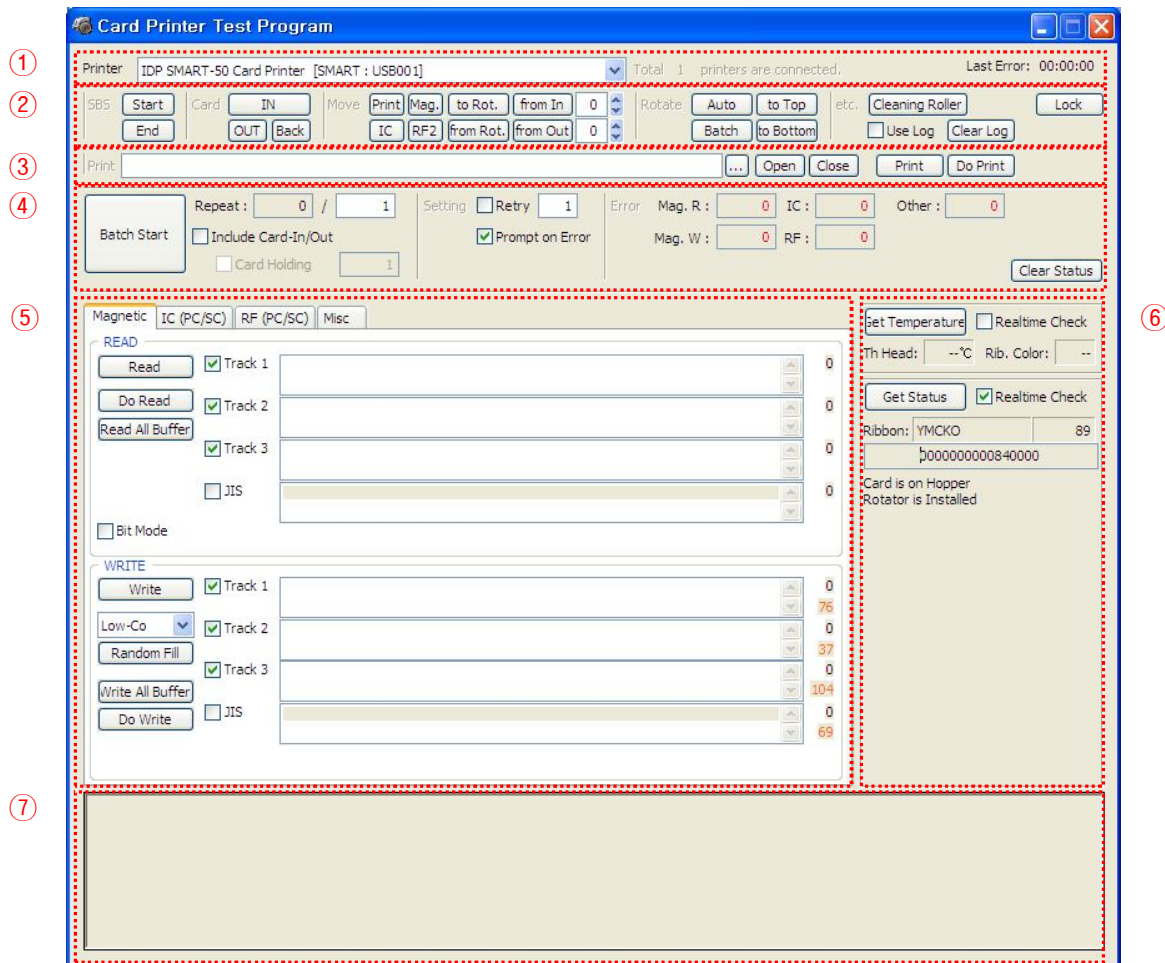 Card Printer Test Program
① Printer IDP SMART-50 Card Printer [SMART : USB001] Total 1 printers are connected. Last Error: 00:00:00
② SBS Start Card IN Move Print Mag. to Rot. from In 0 Rotate Auto to Top etc. Cleaning Roller Lock
End OUT Back IC RF2 from Rot. from Out 0 Batch to Bottom Use Log Clear Log
③ Print ... Open Close Print Do Print
④ Batch Start Repeat : 0 / 1 Setting Retry 1 Error Mag. R : 0 IC : 0 Other : 0
Include Card-In/Out Prompt on Error Mag. W : 0 RF : 0
Card Holding 1
Clear Status
⑤ Magnetic IC (PC/SC) RF (PC/SC) Misc
READ
Read Track 1 0
Do Read Track 2 0
Read All Buffer
Track 3 0
JIS 0
Bit Mode
WRITE
Write Track 1 0
76
Low-Co Track 2 0
Random Fill 37
Track 3 0
Write All Buffer 104
Do Write JIS 0
69
⑥ Get Temperature Realtime Check
Th Head: --℃ Rib. Color: --
Get Status Realtime Check
Ribbon: YMCKO 89
0000000000840000
Card is on Hopper
Rotator is Installed
⑦